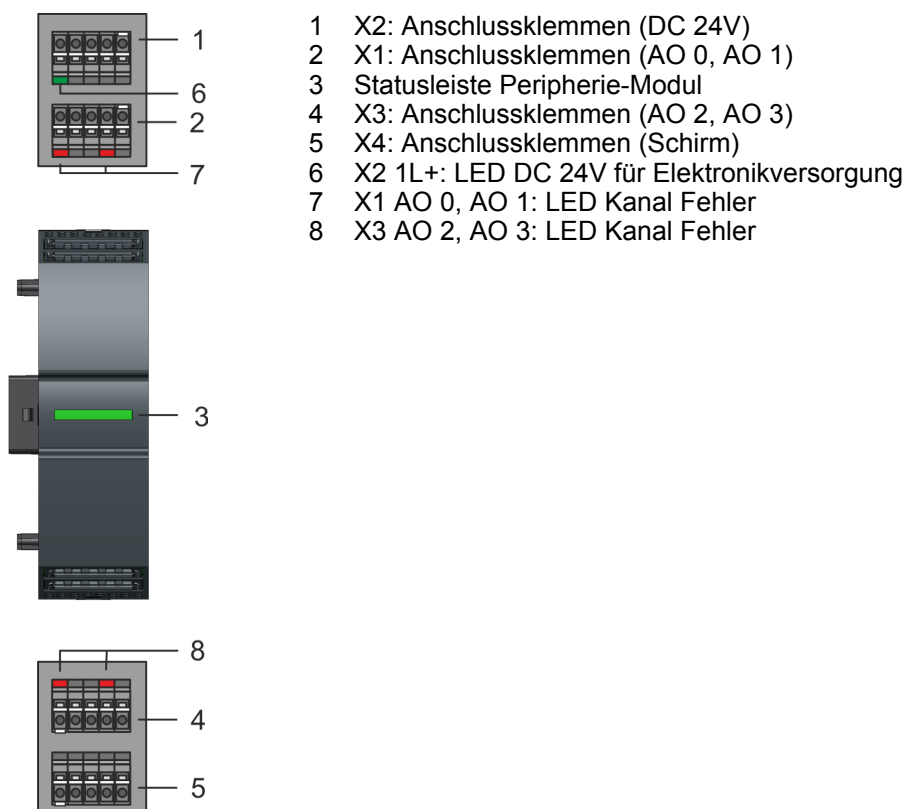 1
6
2
7
3
8
4
5
1 X2: Anschlussklemmen (DC 24V)
2 X1: Anschlussklemmen (AO 0, AO 1)
3 Statusleiste Peripherie-Modul
4 X3: Anschlussklemmen (AO 2, AO 3)
5 X4: Anschlussklemmen (Schirm)
6 X2 1L+: LED DC 24V für Elektronikversorgung
7 X1 AO 0, AO 1: LED Kanal Fehler
8 X3 AO 2, AO 3: LED Kanal Fehler